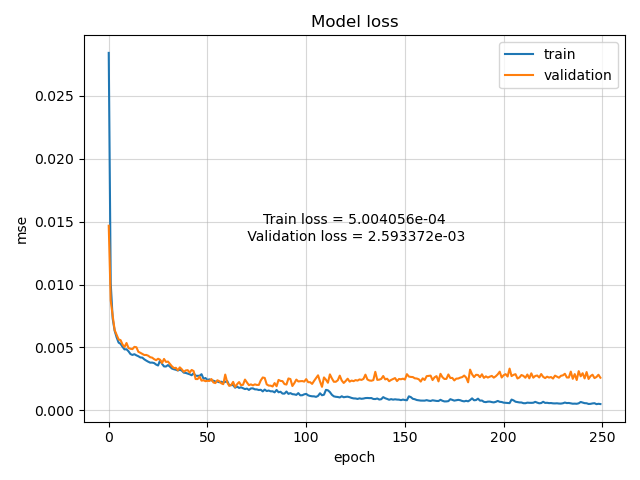 Model loss
train
validation
0.025
0.020
0.015
0.010
0.005
0.000
mse
Train loss = 5.004056e-04
Validation loss = 2.593372e-03
0 50 100 150 200 250
epoch